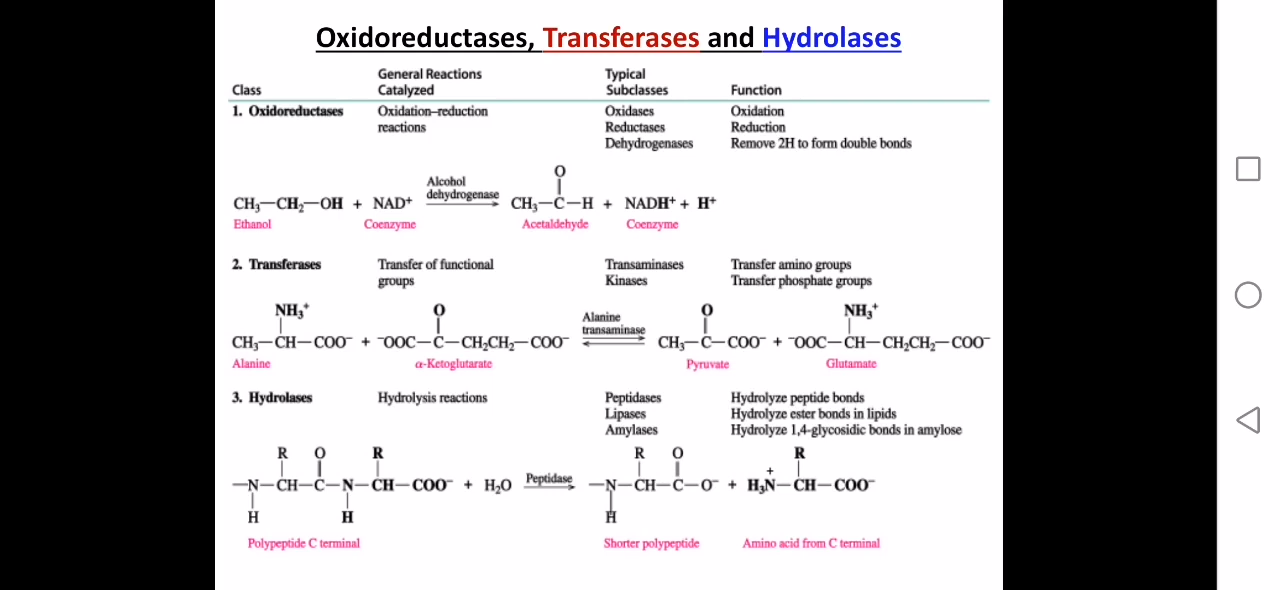 Oxidoreductases, Transferases and Hydrolases
General Reactions Typical
Class Catalyzed Subclasses Function
1. Oxidoreductases Oxidation–reduction Oxidases Oxidation
reactions Reductases Reduction
Dehydrogenases Remove 2H to form double bonds
O
Alcohol
dehydrogenase
CH₃—CH₂—OH + NAD⁺ CH₃—C—H + NADH⁺ + H⁺
Ethanol Coenzyme Acetaldehyde Coenzyme
2. Transferases Transfer of functional Transaminases Transfer amino groups
groups Kinases Transfer phosphate groups
NH₃⁺ O O NH₃⁺
Alanine
transaminase
CH₃—CH—COO⁻ + ⁻OOC—C—CH₂CH₂—COO⁻ CH₃—C—COO⁻ + ⁻OOC—CH—CH₂CH₂—COO⁻
Alanine α-Ketoglutarate Pyruvate Glutamate
3. Hydrolases Hydrolysis reactions Peptidases Hydrolyze peptide bonds
Lipases Hydrolyze ester bonds in lipids
Amylases Hydrolyze 1,4-glycosidic bonds in amylose
R O R R O R
—N—CH—C—N—CH—COO⁻ + H₂O Peptidase —N—CH—C—O⁻ + H₃N⁺—CH—COO⁻
H H H
Polypeptide C terminal Shorter polypeptide Amino acid from C terminal